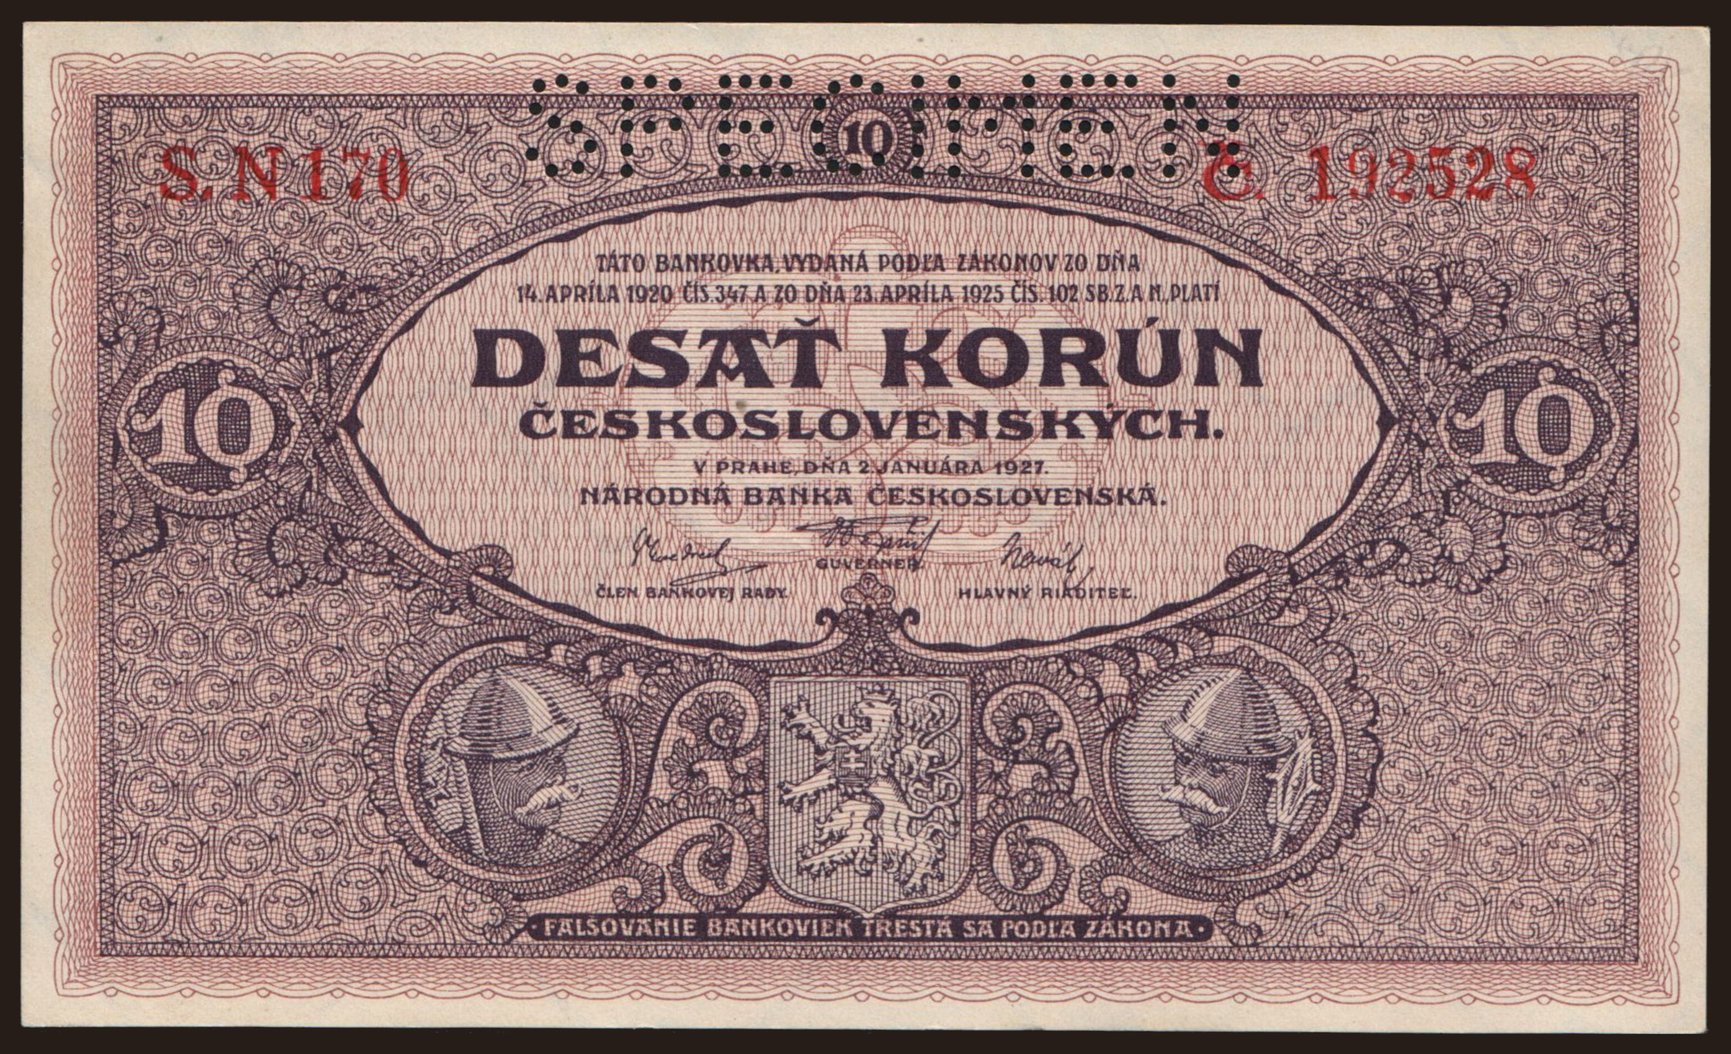 SPECIMEN
10
S. N 170
Č. 192528
TÁTO BANKOVKA, VYDANÁ PODĽA ZÁKONOV ZO DŇA
14. APRÍLA 1920 ČÍS. 347 A ZO DŇA 23. APRÍLA 1925 ČÍS. 102 SB. Z. A N. PLATÍ
DESAŤ KORÚN
ČESKOSLOVENSKÝCH.
10
10
V PRAHE, DŇA 2. JANUÁRA 1927.
NÁRODNÁ BANKA ČESKOSLOVENSKÁ.
Novák
GUVERNER.
ČLEN BANKOVEJ RADY.
HLAVNÝ RIADITEĽ.
· FALŠOVANIE BANKOVIEK TRESTÁ SA PODĽA ZÁKONA ·